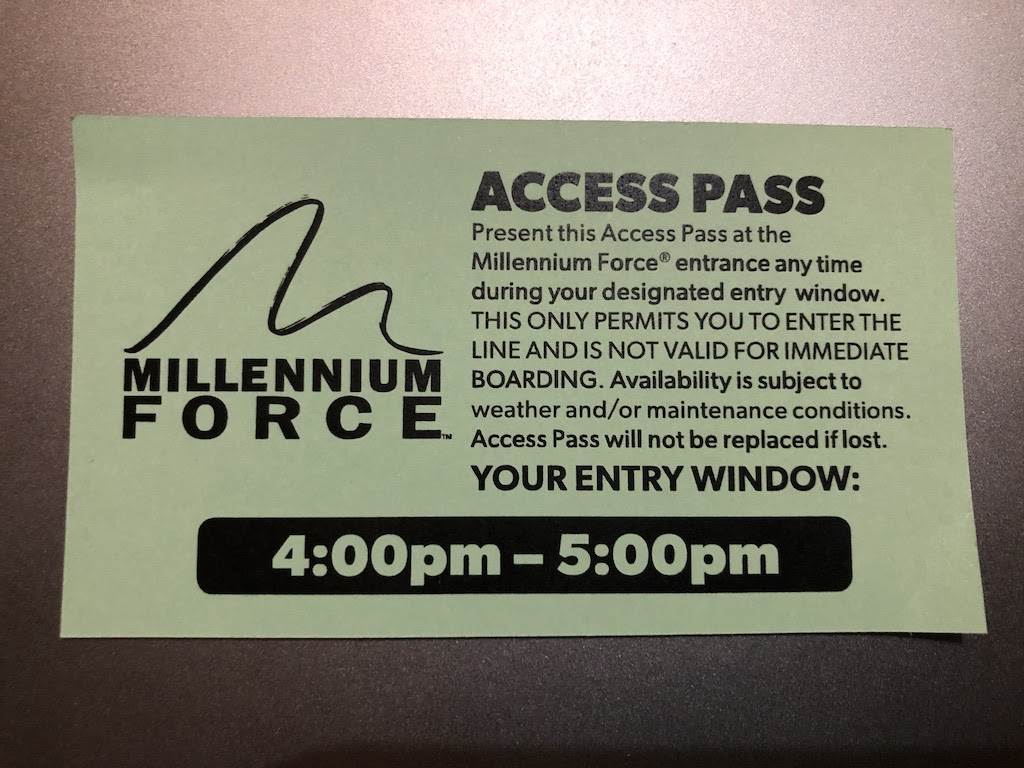 MILLENNIUM
FORCE™
ACCESS PASS
Present this Access Pass at the
Millennium Force® entrance any time
during your designated entry window.
THIS ONLY PERMITS YOU TO ENTER THE
LINE AND IS NOT VALID FOR IMMEDIATE
BOARDING. Availability is subject to
weather and/or maintenance conditions.
Access Pass will not be replaced if lost.
YOUR ENTRY WINDOW:
4:00pm – 5:00pm